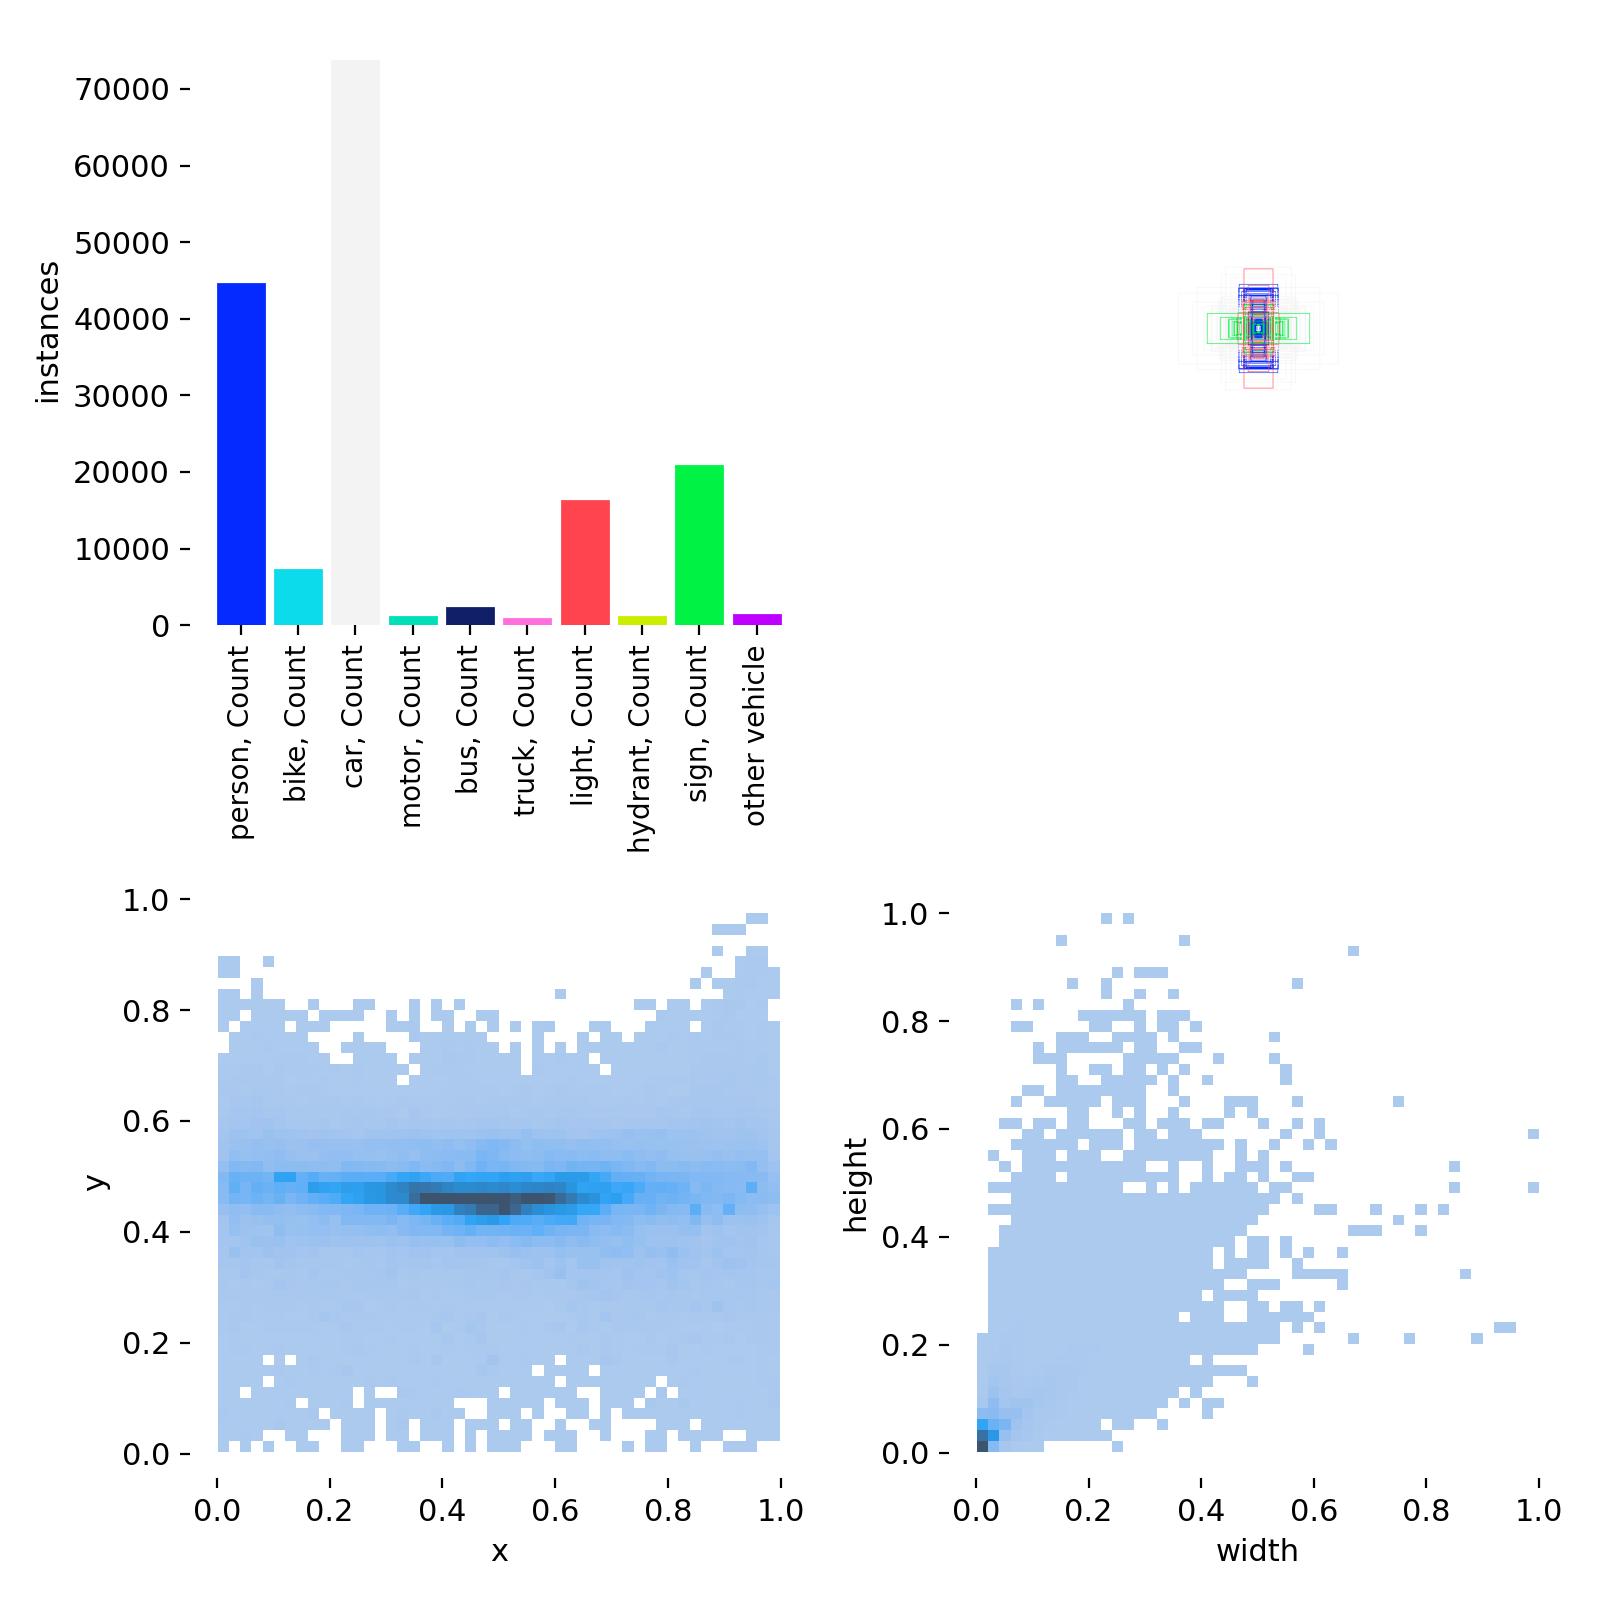 70000
60000
50000
40000
30000
20000
10000
0
instances
person, Count
bike, Count
car, Count
motor, Count
bus, Count
truck, Count
light, Count
hydrant, Count
sign, Count
other vehicle
1.0
0.8
0.6
0.4
0.2
0.0
y
0.0 0.2 0.4 0.6 0.8 1.0
x
1.0
0.8
0.6
0.4
0.2
0.0
height
0.0 0.2 0.4 0.6 0.8 1.0
width